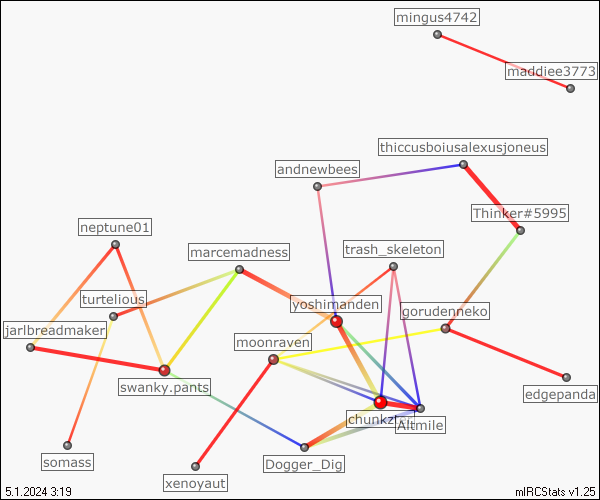 mingus4742
maddiee3773
thiccusboiusalexusjoneus
andnewbees
Thinker#5995
neptune01
marcemadness
trash_skeleton
turtelious
yoshimanden
gorudenneko
jarlbreadmaker
moonraven
swanky.pants
edgepanda
Altmile
somass
Dogger_Dig
xenoyaut
5.1.2024 3:19
mIRCStats v1.25